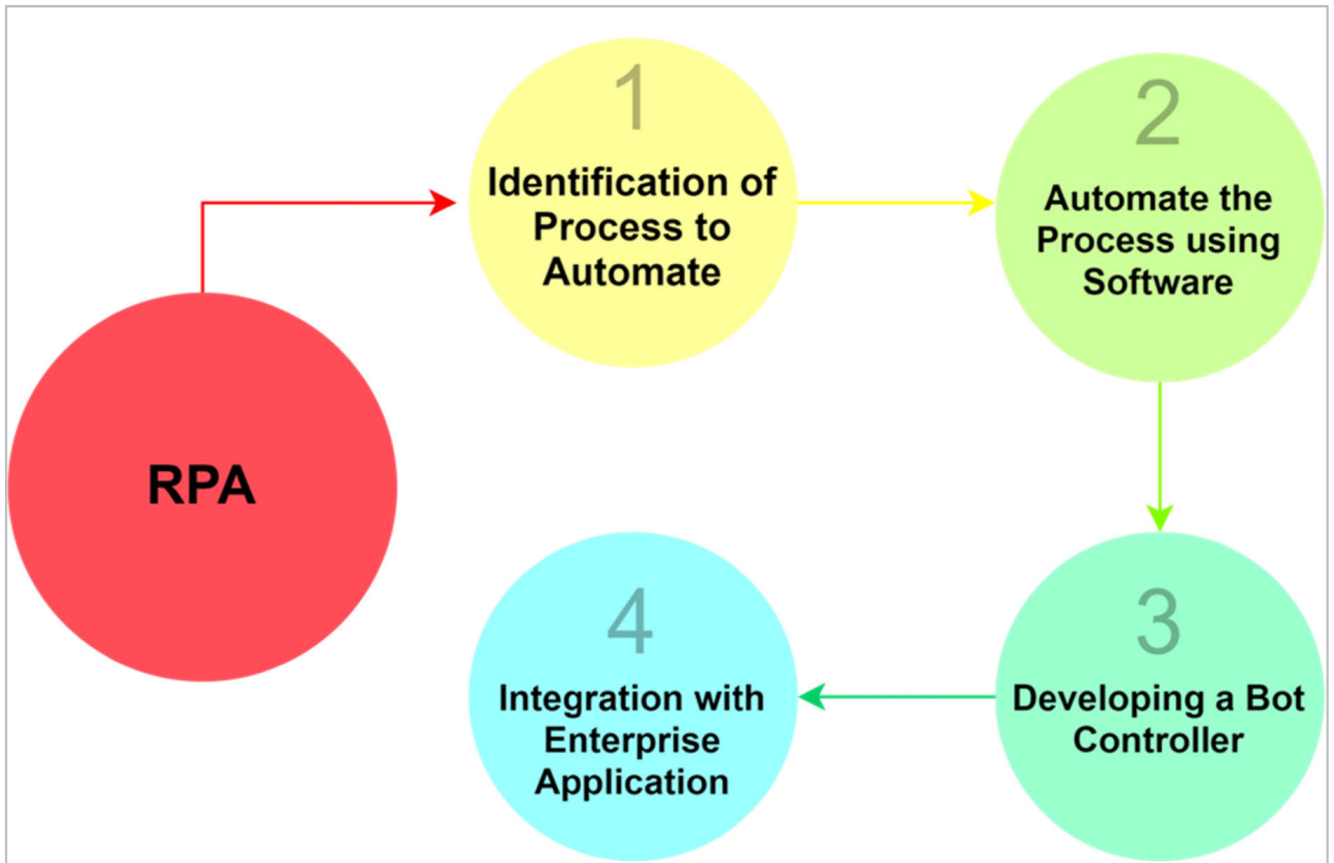 RPA
1
Identification of
Process to
Automate
2
Automate the
Process using
Software
3
Developing a Bot
Controller
4
Integration with
Enterprise
Application